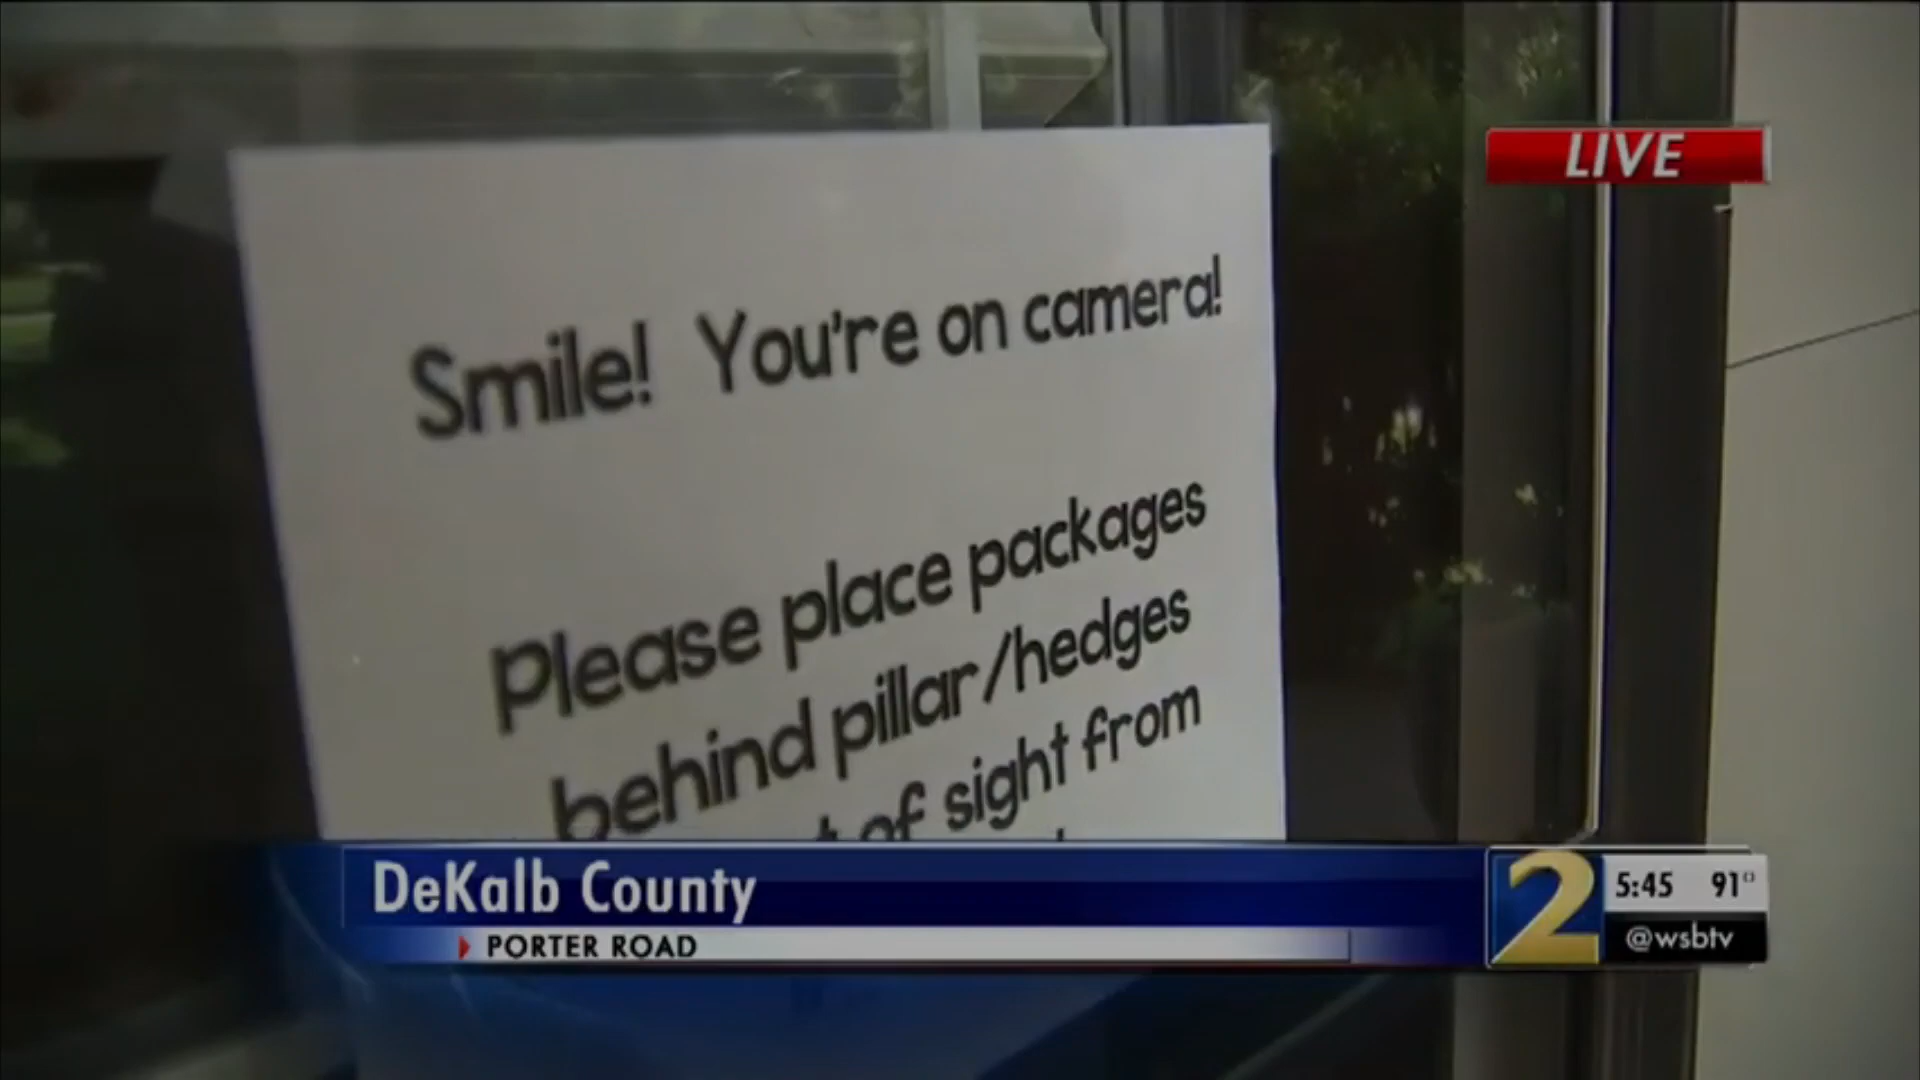 LIVE
Smile! You're on camera!
Please place packages
behind pillar/hedges
of sight from
DeKalb County
PORTER ROAD
2
5:45 91°
@wsbtv